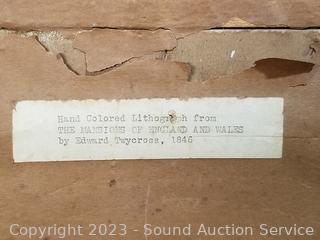 Hand Colored Lithograph from
THE MANSIONS OF ENGLAND AND WALES
by Edward Twycross, 1846
Copyright 2023 - Sound Auction Service